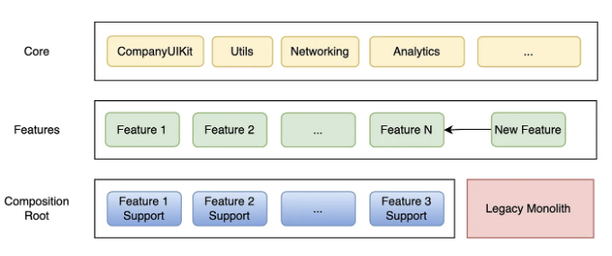 Core
CompanyUIKit
Utils
Networking
Analytics
...
Features
Feature 1
Feature 2
...
Feature N
New Feature
Composition
Root
Feature 1
Support
Feature 2
Support
...
Feature 3
Support
Legacy Monolith